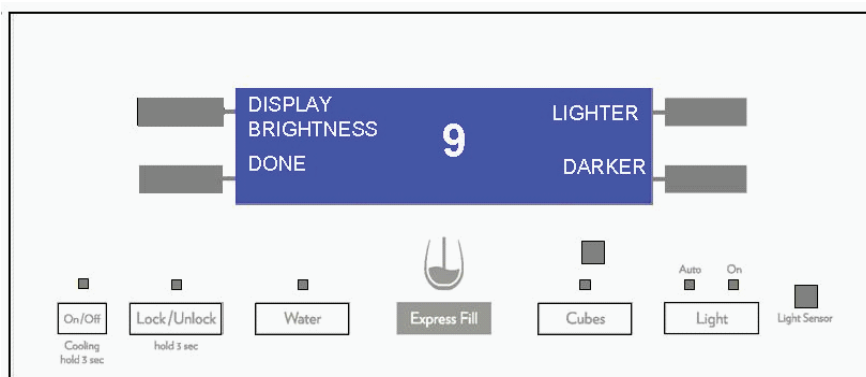 DISPLAY
BRIGHTNESS
9
LIGHTER
DONE
DARKER
Auto
On
On/Off
Lock/Unlock
Water
Express Fill
Cubes
Light
Light Sensor
Cooling
hold 3 sec
hold 3 sec